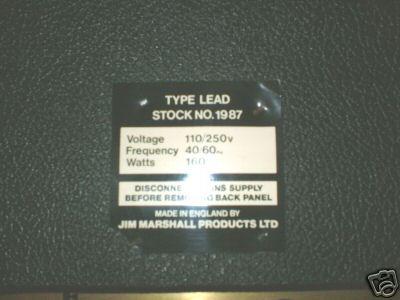 TYPE LEAD
STOCK NO. 1987
Voltage 110/250v
Frequency 40/60~
Watts 160
SUPPLY
BEFORE BACK PANEL
MADE IN ENGLAND BY
JIM MARSHALL PRODUCTS LTD